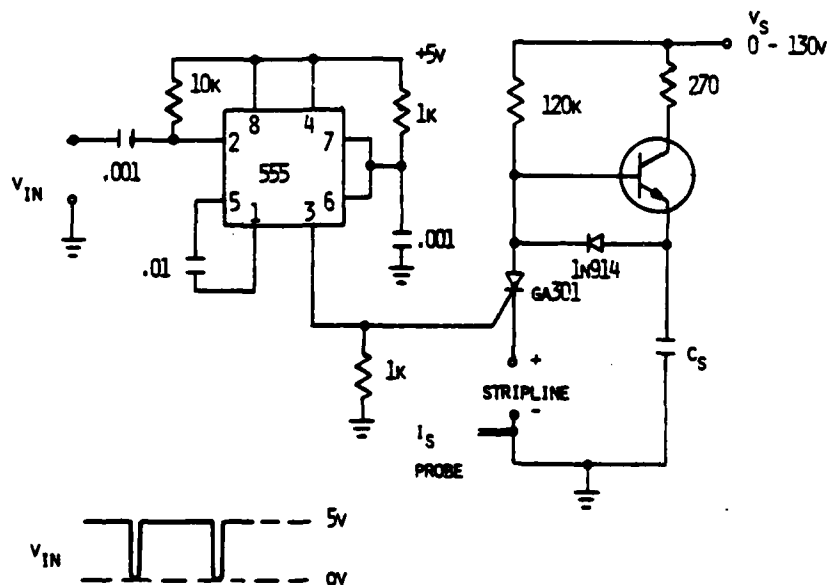 V_S
0 - 130V
+5V
10K
1K
120K
270
8
4
2
7
555
.001
V_IN
5
1
3
6
.01
.001
1N914
GA301
1K
C_S
+
STRIPLINE
-
I_S
PROBE
5V
V_IN
0V